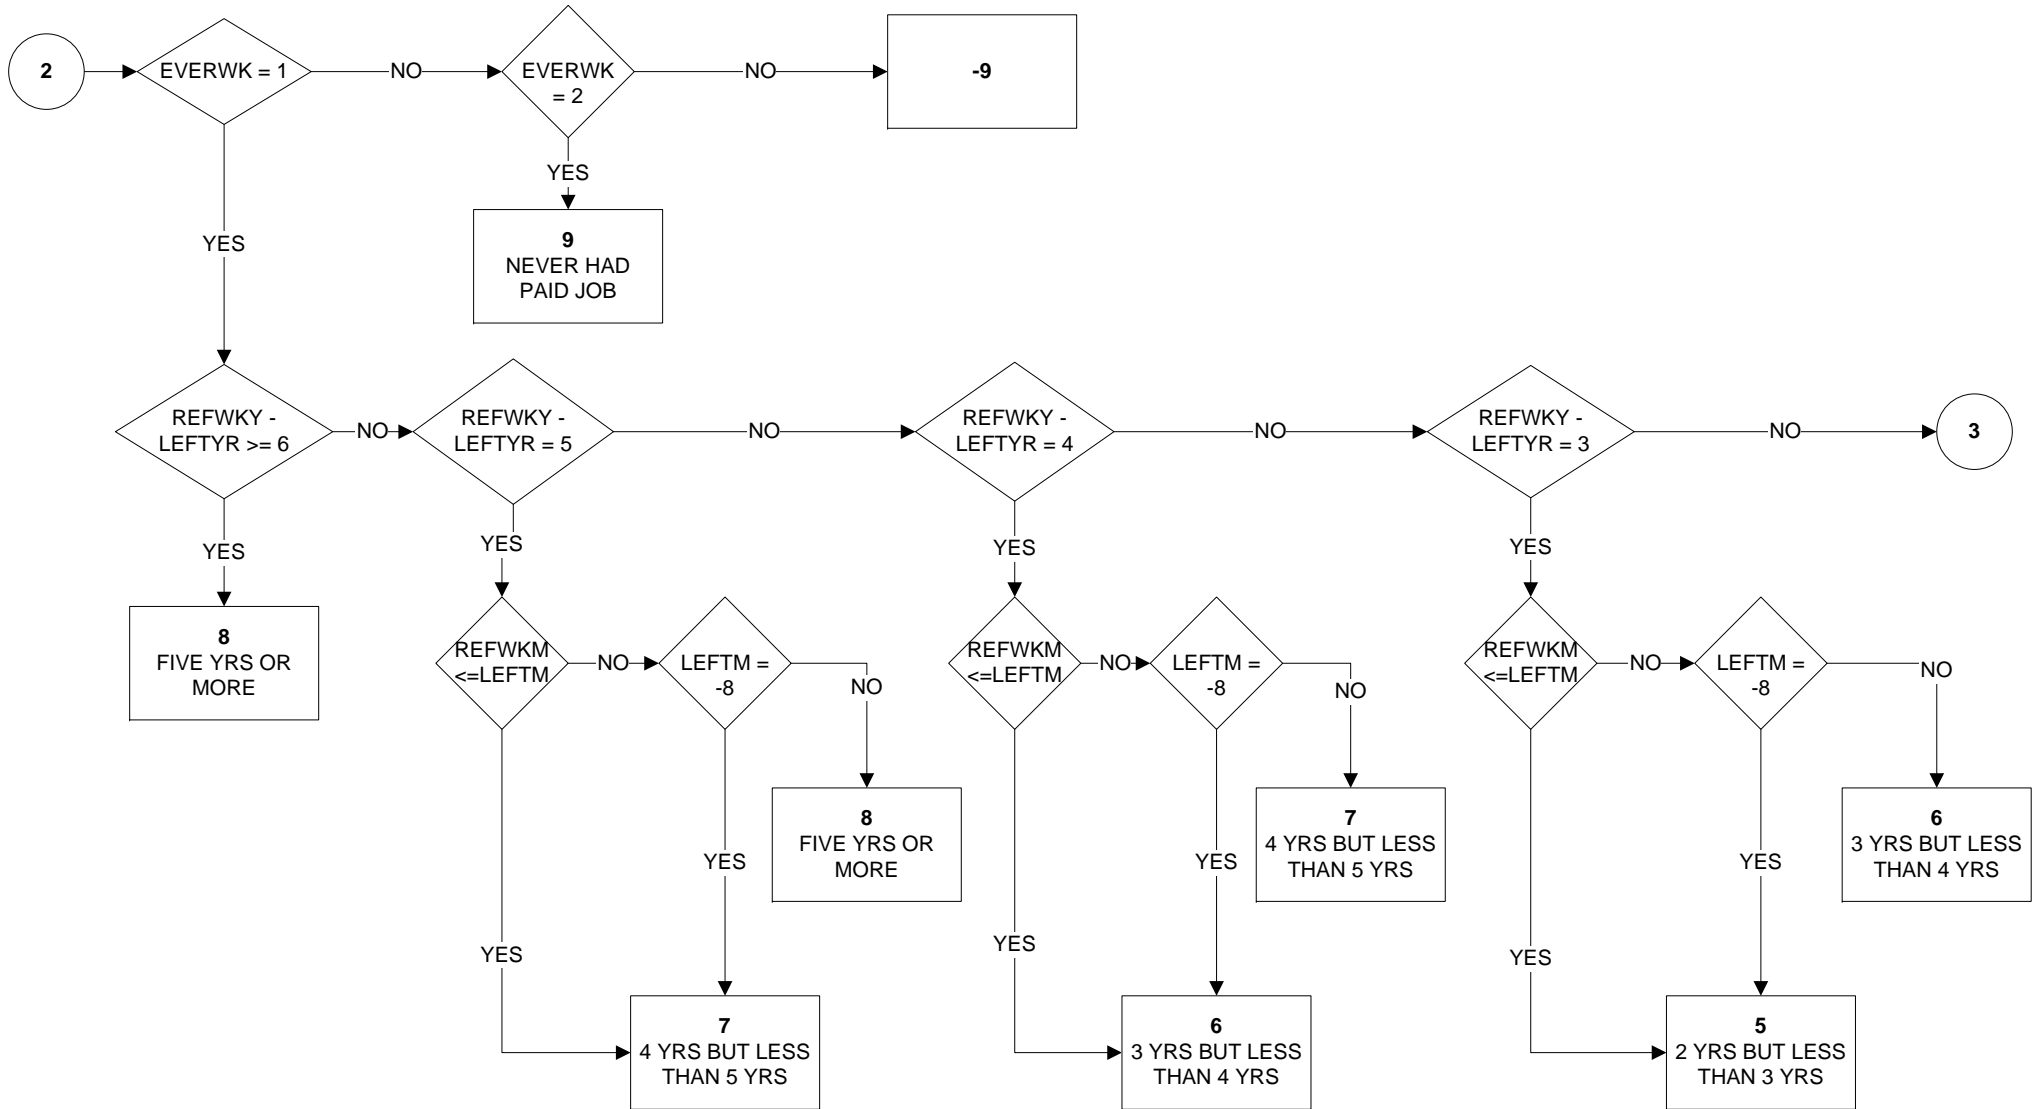 2
EVERWK = 1
NO
EVERWK
= 2
NO
-9
YES
9
NEVER HAD
PAID JOB
YES
REFWKY -
LEFTYR >= 6
NO
REFWKY -
LEFTYR = 5
NO
REFWKY -
LEFTYR = 4
NO
REFWKY -
LEFTYR = 3
NO
3
YES
8
FIVE YRS OR
MORE
YES
REFWKM
<=LEFTM
NO
LEFTM =
-8
NO
8
FIVE YRS OR
MORE
YES
YES
7
4 YRS BUT LESS
THAN 5 YRS
YES
REFWKM
<=LEFTM
NO
LEFTM =
-8
NO
7
4 YRS BUT LESS
THAN 5 YRS
YES
YES
6
3 YRS BUT LESS
THAN 4 YRS
YES
REFWKM
<=LEFTM
NO
LEFTM =
-8
NO
6
3 YRS BUT LESS
THAN 4 YRS
YES
YES
5
2 YRS BUT LESS
THAN 3 YRS